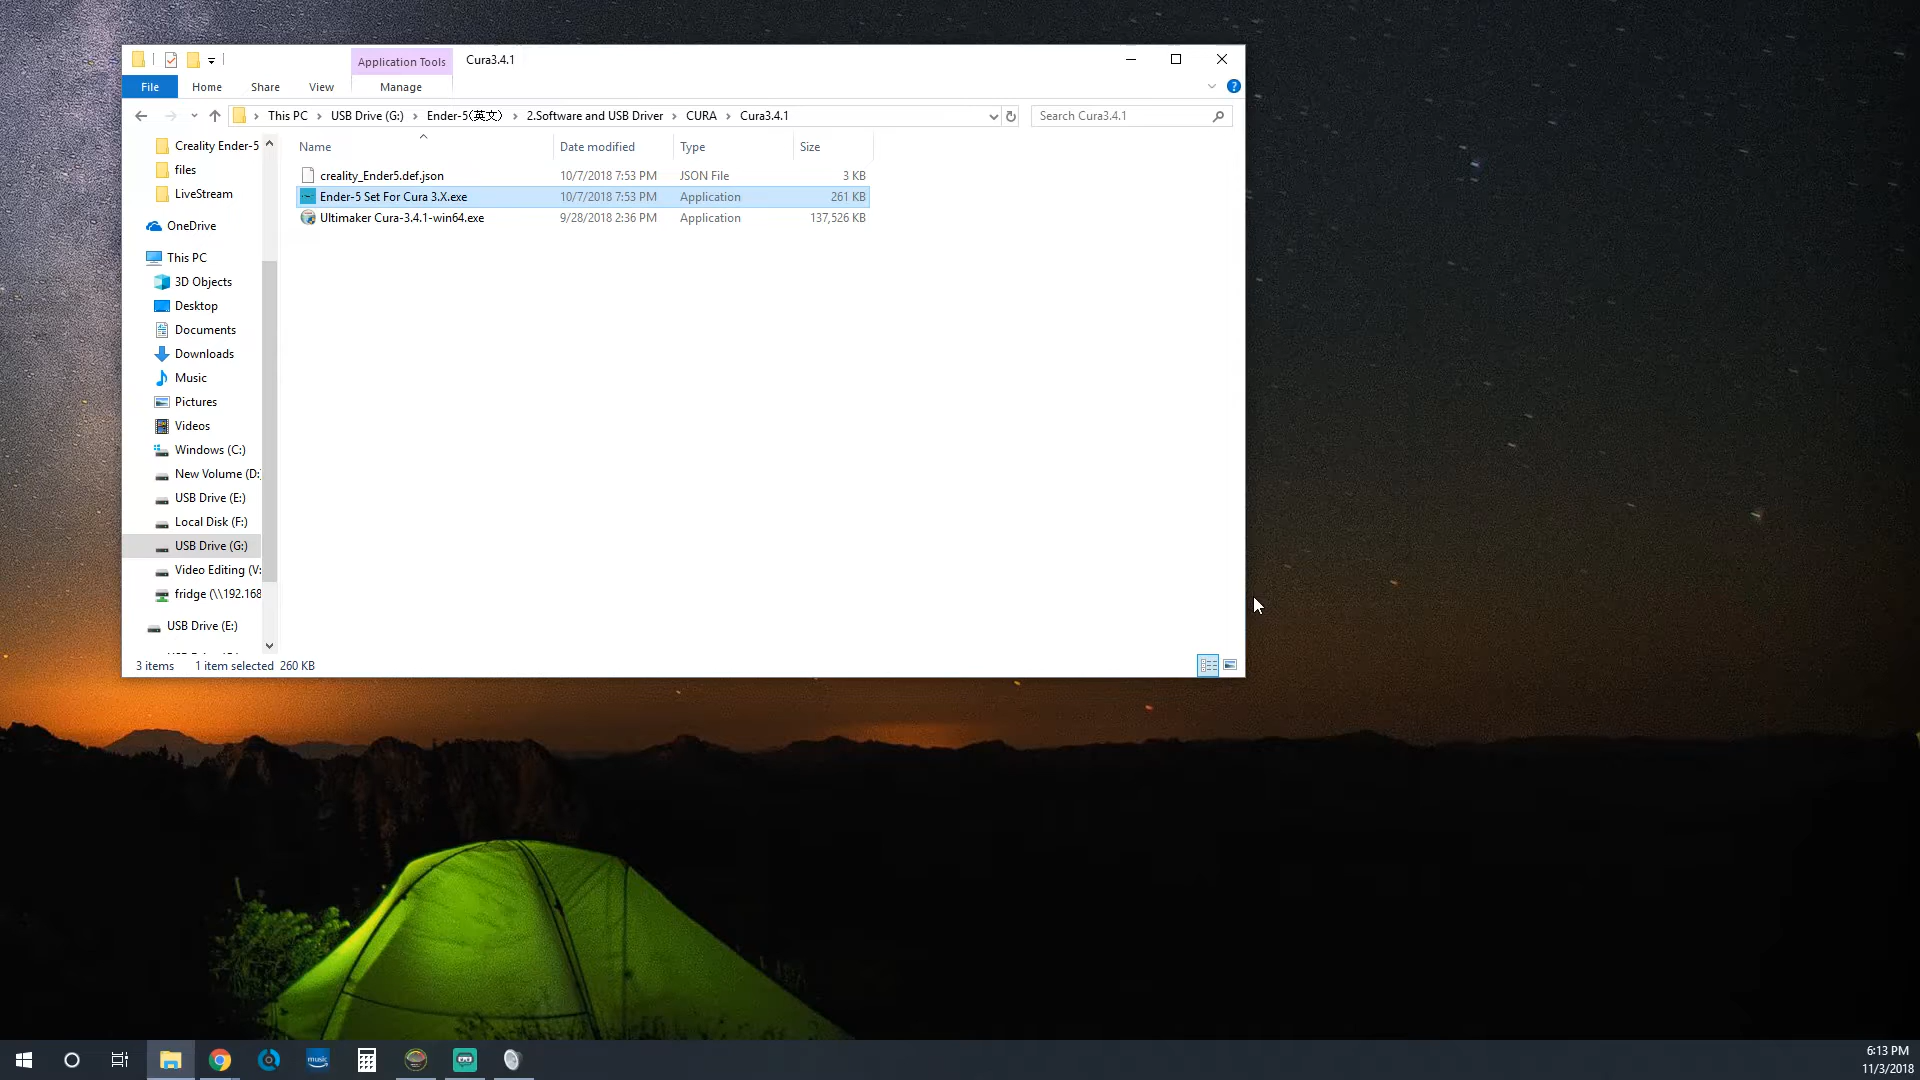 Application Tools
Cura3.4.1
File
Home
Share
View
Manage
This PC
USB Drive (G:)
Ender-5(英文)
2.Software and USB Driver
CURA
Cura3.4.1
Search Cura3.4.1
Name
Date modified
Type
Size
creality_Ender5.def.json
10/7/2018 7:53 PM
JSON File
3 KB
Ender-5 Set For Cura 3.X.exe
10/7/2018 7:53 PM
Application
261 KB
Ultimaker Cura-3.4.1-win64.exe
9/28/2018 2:36 PM
Application
137,526 KB
Creality Ender-5
files
LiveStream
OneDrive
This PC
3D Objects
Desktop
Documents
Downloads
Music
Pictures
Videos
Windows (C:)
New Volume (D:
USB Drive (E:)
Local Disk (F:)
USB Drive (G:)
Video Editing (V:
fridge (\\192.168
USB Drive (E:)
3 items
1 item selected 260 KB
music
6:13 PM
11/3/2018